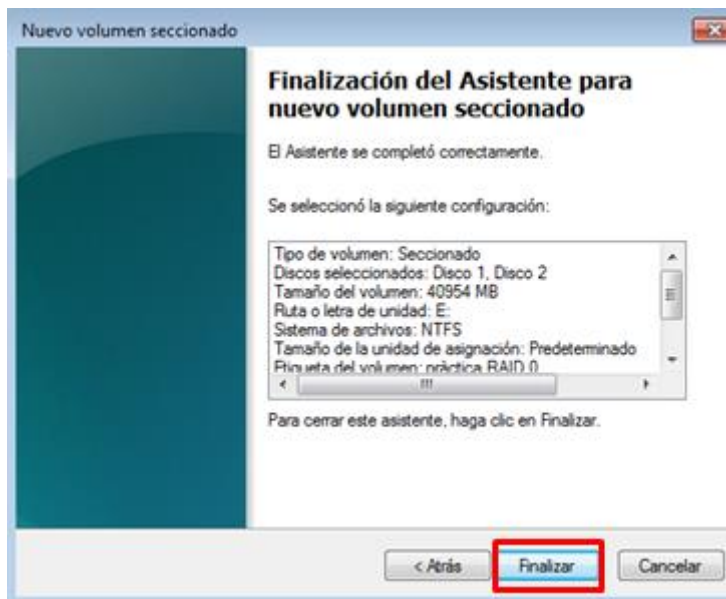 Nuevo volumen seccionado
Finalización del Asistente para
nuevo volumen seccionado
El Asistente se completó correctamente.
Se seleccionó la siguiente configuración:
Tipo de volumen: Seccionado
Discos seleccionados: Disco 1, Disco 2
Tamaño del volumen: 40954 MB
Ruta o letra de unidad: E:
Sistema de archivos: NTFS
Tamaño de la unidad de asignación: Predeterminado
Etiqueta del volumen: pràctica RAID 0
Para cerrar este asistente, haga clic en Finalizar.
< Atrás
Finalizar
Cancelar